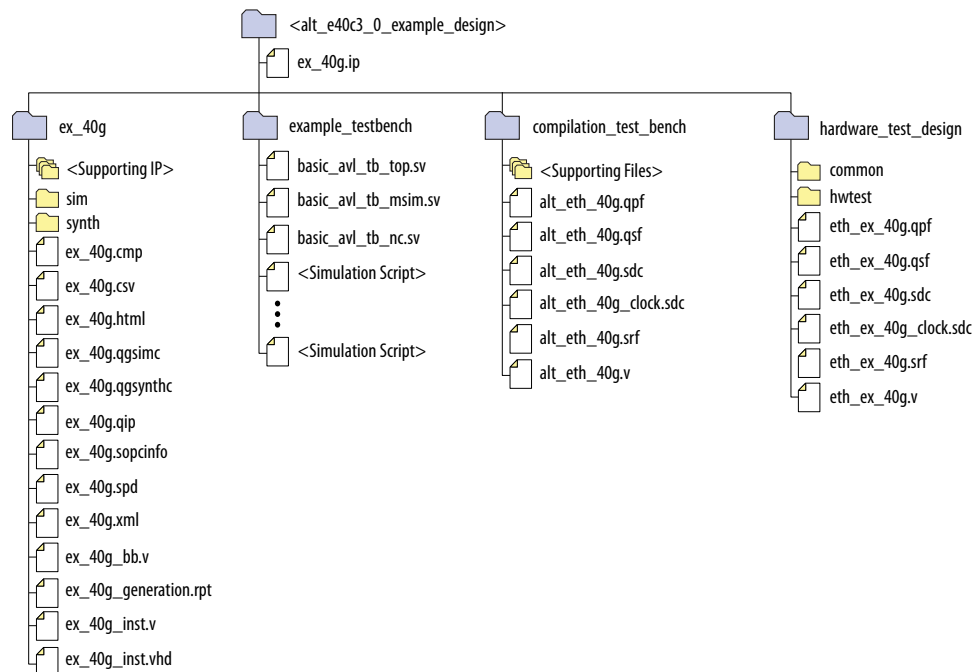 <alt_e40c3_0_example_design>
ex_40g.ip
ex_40g
<Supporting IP>
sim
synth
ex_40g.cmp
ex_40g.csv
ex_40g.html
ex_40g.qgsimc
ex_40g.qgsynthc
ex_40g.qip
ex_40g.sopcinfo
ex_40g.spd
ex_40g.xml
ex_40g_bb.v
ex_40g_generation.rpt
ex_40g_inst.v
ex_40g_inst.vhd
example_testbench
basic_avl_tb_top.sv
basic_avl_tb_msim.sv
basic_avl_tb_nc.sv
<Simulation Script>
<Simulation Script>
compilation_test_bench
<Supporting Files>
alt_eth_40g.qpf
alt_eth_40g.qsf
alt_eth_40g.sdc
alt_eth_40g_clock.sdc
alt_eth_40g.srf
alt_eth_40g.v
hardware_test_design
common
hwtest
eth_ex_40g.qpf
eth_ex_40g.qsf
eth_ex_40g.sdc
eth_ex_40g_clock.sdc
eth_ex_40g.srf
eth_ex_40g.v